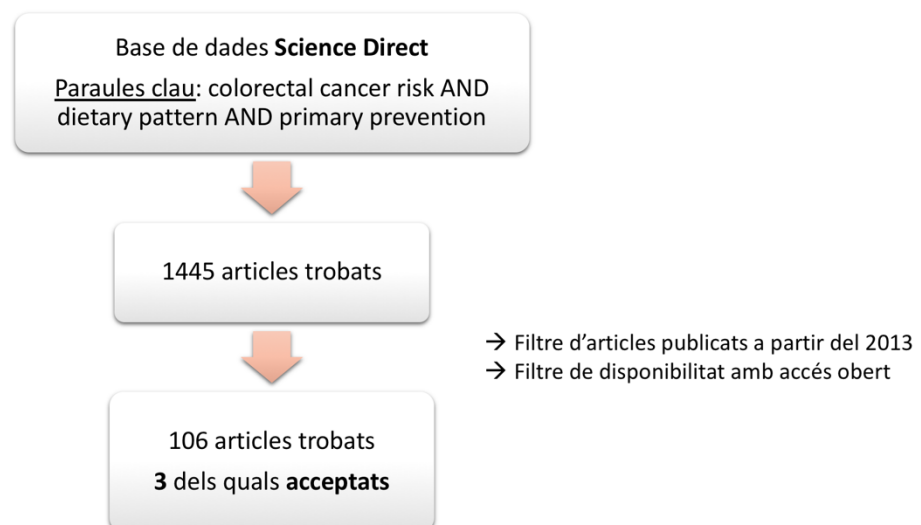 Base de dades Science Direct
Paraules clau: colorectal cancer risk AND
dietary pattern AND primary prevention
1445 articles trobats
→ Filtre d’articles publicats a partir del 2013
→ Filtre de disponibilitat amb accés obert
106 articles trobats
3 dels quals acceptats